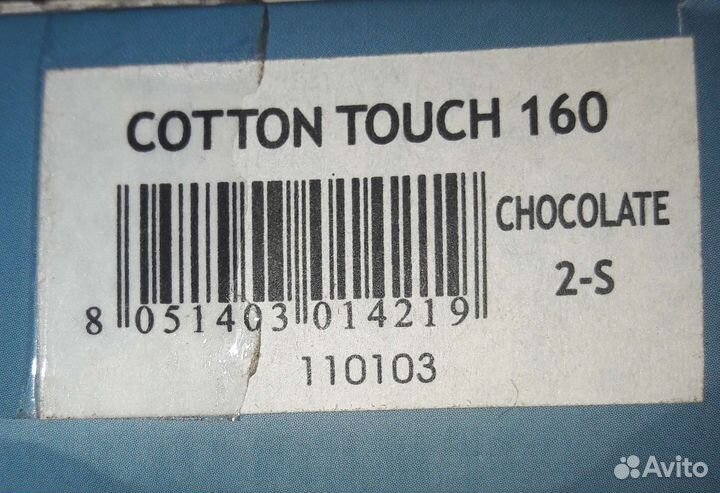 COTTON TOUCH 160
CHOCOLATE
2-S
8 051403 014219
110103
Avito